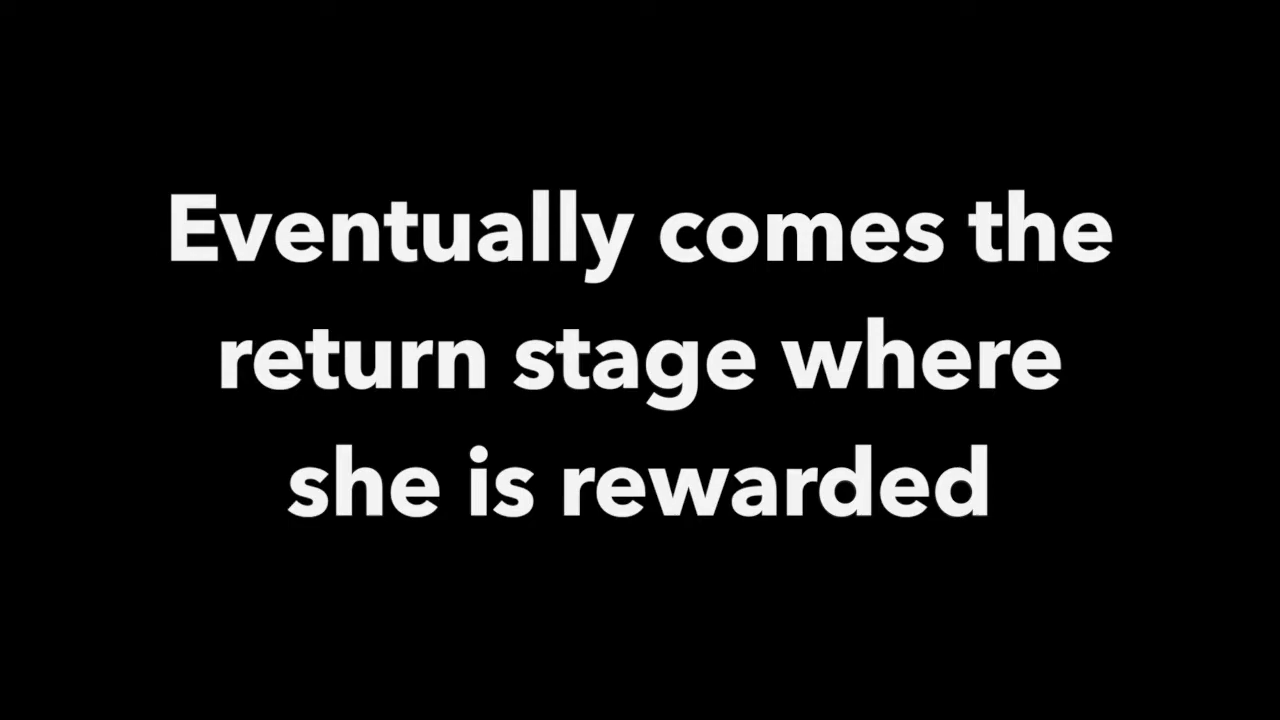 Eventually comes the
return stage where
she is rewarded